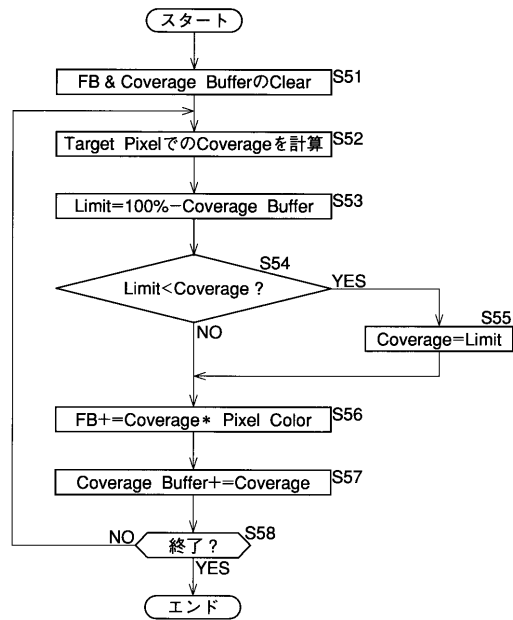 スタート
FB & Coverage BufferのClear
S51
Target PixelでのCoverageを計算
S52
Limit=100%−Coverage Buffer
S53
S54
Limit<Coverage ?
YES
NO
S55
Coverage=Limit
FB+=Coverage* Pixel Color
S56
Coverage Buffer+=Coverage
S57
NO
終了?
S58
YES
エンド